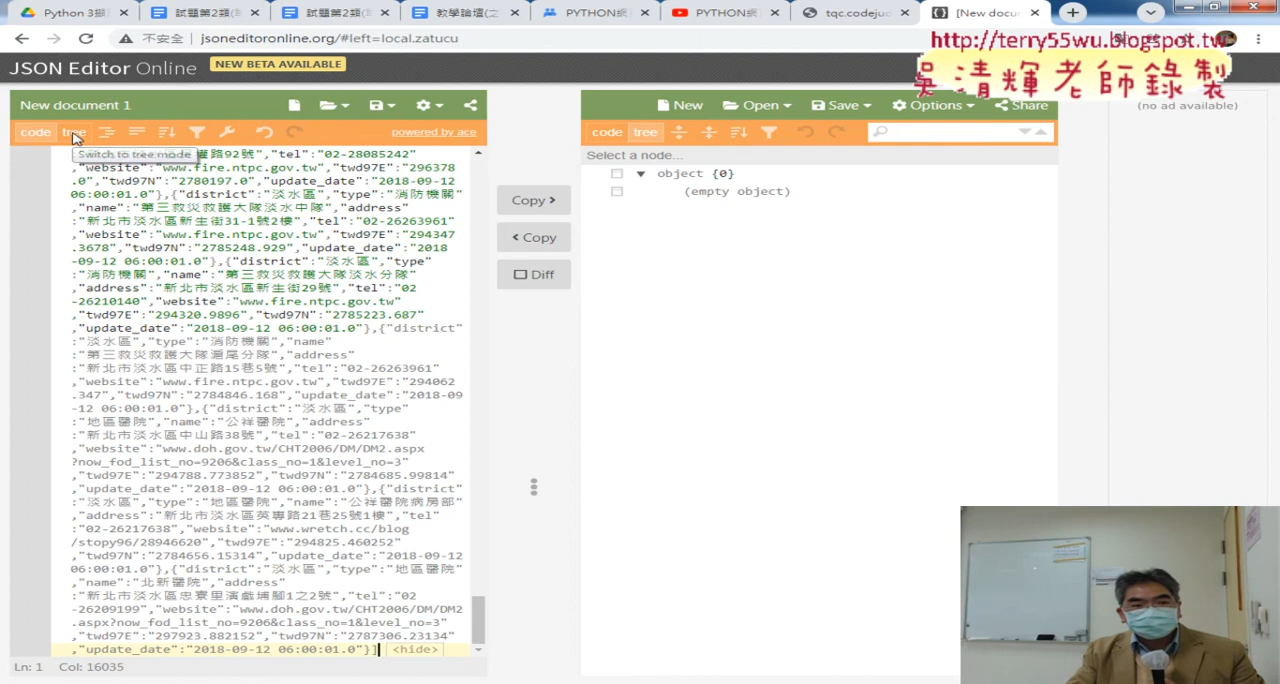 Python 3擷
試題第2類(
試題第2類(
教學論壇(之
PYTHON網
PYTHON網
tqc.codejud
[New docu
不安全
jsoneditoronline.org/#left=local.zatucu
http://terry55wu.blogspot.tw
吳清輝老師錄製
JSON Editor Online
NEW BETA AVAILABLE
New document 1
New
Open
Save
Options
Share
(no ad available)
code
tree
powered by ace
code
tree
Switch to tree mode
Select a node...
object {0}
(empty object)
Copy >
< Copy
Diff
路92號","tel":"02-28085242"
,"website":"www.fire.ntpc.gov.tw","twd97E":"296378
.0","twd97N":"2780197.0","update_date":"2018-09-12
06:00:01.0"},{"district":"淡水區","type":"消防機關"
,"name":"第三救災救護大隊淡水中隊","address"
:"新北市淡水區新生街31-1號2樓","tel":"02-26263961"
,"website":"www.fire.ntpc.gov.tw","twd97E":"294347
.3678","twd97N":"2785248.929","update_date":"2018
-09-12 06:00:01.0"},{"district":"淡水區","type"
:"消防機關","name":"第三救災救護大隊淡水分隊"
,"address":"新北市淡水區新生街29號","tel":"02
-26210140","website":"www.fire.ntpc.gov.tw"
,"twd97E":"294320.9896","twd97N":"2785223.687"
,"update_date":"2018-09-12 06:00:01.0"},{"district"
:"淡水區","type":"消防機關","name"
:"第三救災救護大隊滬尾分隊","address"
:"新北市淡水區中正路15巷5號","tel":"02-26263961"
,"website":"www.fire.ntpc.gov.tw","twd97E":"294062
.347","twd97N":"2784846.168","update_date":"2018-09
-12 06:00:01.0"},{"district":"淡水區","type"
:"地區醫院","name":"公祥醫院","address"
:"新北市淡水區中山路38號","tel":"02-26217638"
,"website":"www.doh.gov.tw/CHT2006/DM/DM2.aspx
?now_fod_list_no=9206&class_no=1&level_no=3"
,"twd97E":"294788.773852","twd97N":"2784685.99814"
,"update_date":"2018-09-12 06:00:01.0"},{"district"
:"淡水區","type":"地區醫院","name":"公祥醫院病房部"
,"address":"新北市淡水區英專路21巷25號1樓","tel"
:"02-26217638","website":"www.wretch.cc/blog
/stopy96/28946620","twd97E":"294825.460252"
,"twd97N":"2784656.15314","update_date":"2018-09-12
06:00:01.0"},{"district":"淡水區","type":"地區醫院"
,"name":"北新醫院","address"
:"新北市淡水區忠寮里演戲埔腳1之2號","tel":"02
-26209199","website":"www.doh.gov.tw/CHT2006/DM/DM2
.aspx?now_fod_list_no=9206&class_no=1&level_no=3"
,"twd97E":"297923.882152","twd97N":"2787306.23134"
,"update_date":"2018-09-12 06:00:01.0"}]
<hide>
Ln: 1 Col: 16035